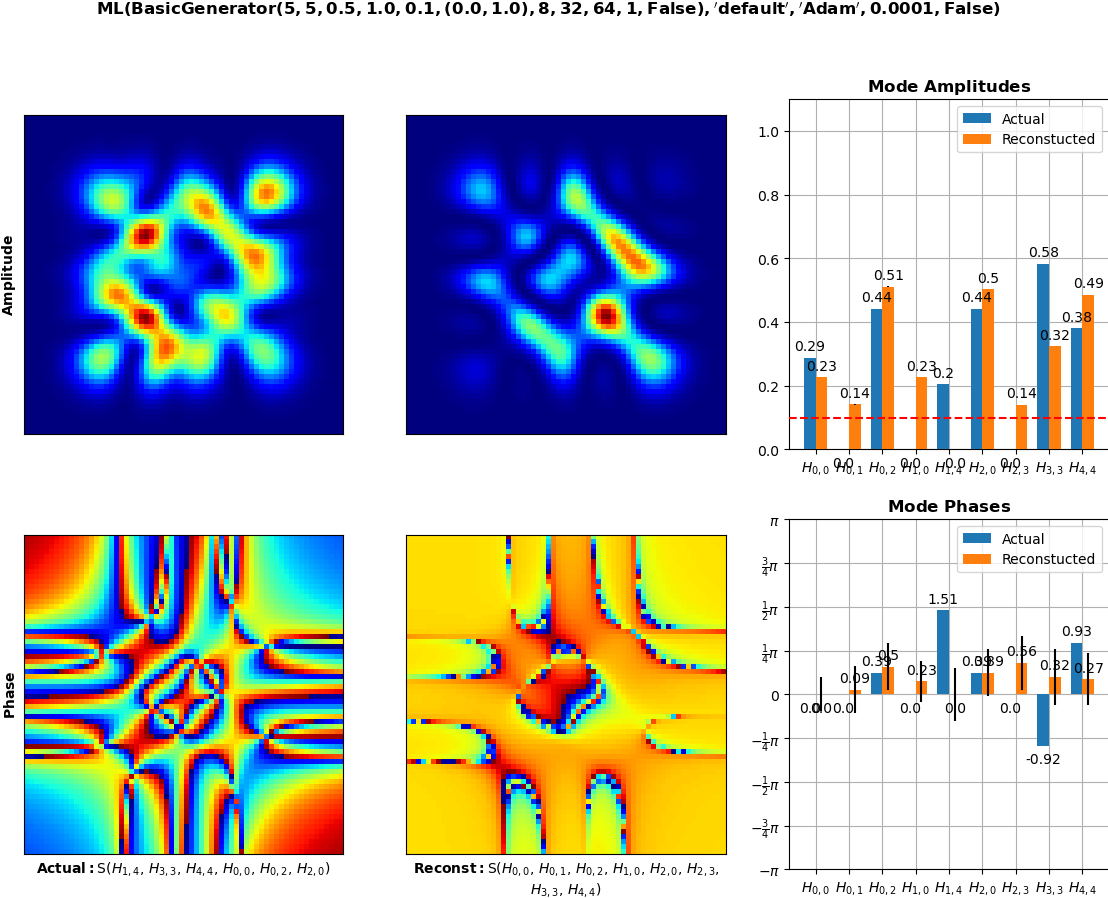 ML(BasicGenerator(5, 5, 0.5, 1.0, 0.1, (0.0, 1.0), 8, 32, 64, 1, False), 'default', 'Adam', 0.0001, False)
Amplitude
Mode Amplitudes
Actual
Reconstucted
1.0
0.8
0.6
0.4
0.2
0.0
0.29
0.23
0.0
0.14
0.44
0.51
0.0
0.23
0.2
0.0
0.44
0.5
0.0
0.14
0.58
0.32
0.38
0.49
H0,0 H0,1 H0,2 H1,0 H1,4 H2,0 H2,3 H3,3 H4,4
Phase
Actual: S(H1,4, H3,3, H4,4, H0,0, H0,2, H2,0)
Reconst: S(H0,0, H0,1, H0,2, H1,0, H2,0, H2,3,
H3,3, H4,4)
Mode Phases
Actual
Reconstucted
π
3/4π
1/2π
1/4π
0
−1/4π
−1/2π
−3/4π
−π
0.0
0.0
0.0
0.09
0.39
0.5
0.0
0.23
1.51
0.0
0.39
0.39
0.0
0.56
-0.92
0.32
0.93
0.27
H0,0 H0,1 H0,2 H1,0 H1,4 H2,0 H2,3 H3,3 H4,4